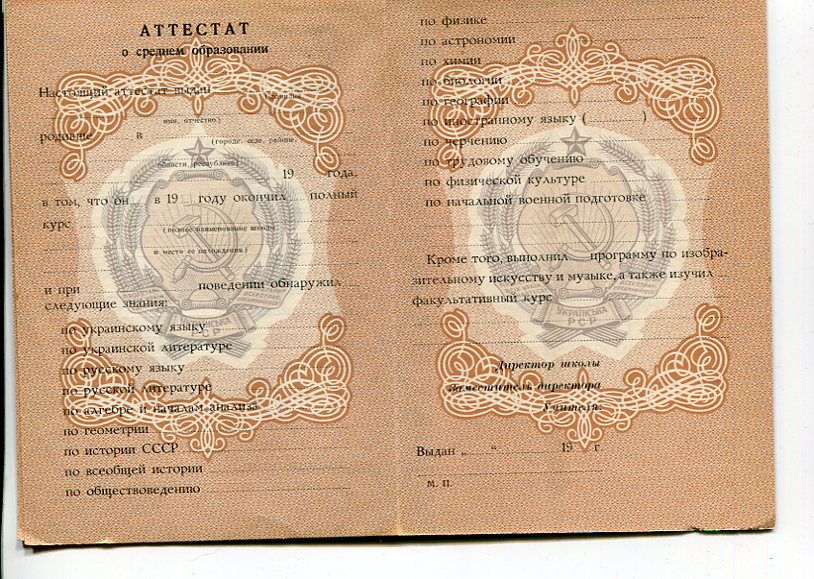 АТТЕСТАТ
о среднем образовании
Настоящий аттестат выдан
(фамилия,
имя, отчество)
родивше в
(городе, селе, районе,
области, республике)
19 года.
в том, что он в 19 году окончил полный
курс
(полное наименование школы
и место ее нахождения)
и при поведении обнаружил
следующие знания:
по украинскому языку
по украинской литературе
по русскому языку
по русской литературе
по алгебре и началам анализа
по геометрии
по истории СССР
по всеобщей истории
по обществоведению
УКРАЇНСЬКА
РСР
по физике
по астрономии
по химии
по биологии
по географии
по иностранному языку ( )
по черчению
по трудовому обучению
по физической культуре
по начальной военной подготовке
Кроме того, выполнил программу по изобра-
зительному искусству и музыке, а также изучил
факультативный курс
УКРАЇНСЬКА
РСР
Директор школы
Заместитель директора
Учителя:
Выдан „ “ 19 г.
м. п.